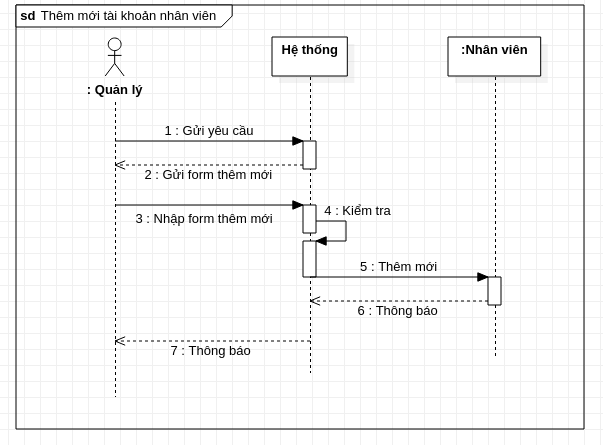 sd Thêm mới tài khoản nhân viên
Hệ thống
:Nhân viên
: Quản lý
1 : Gửi yêu cầu
2 : Gửi form thêm mới
3 : Nhập form thêm mới
4 : Kiểm tra
5 : Thêm mới
6 : Thông báo
7 : Thông báo